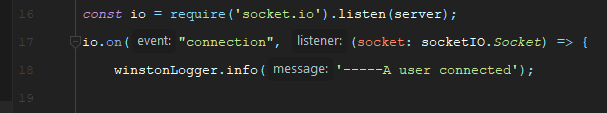 16 const io = require('socket.io').listen(server);
17 io.on( event: "connection", listener: (socket: socketIO.Socket) => {
18 winstonLogger.info( message: '-----A user connected');
19